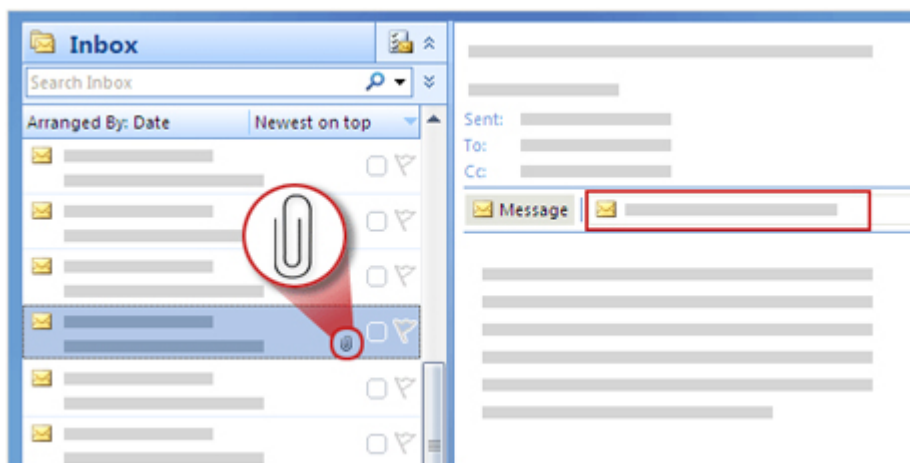 Inbox
Search Inbox
Arranged By: Date Newest on top
Sent:
To:
Cc:
Message